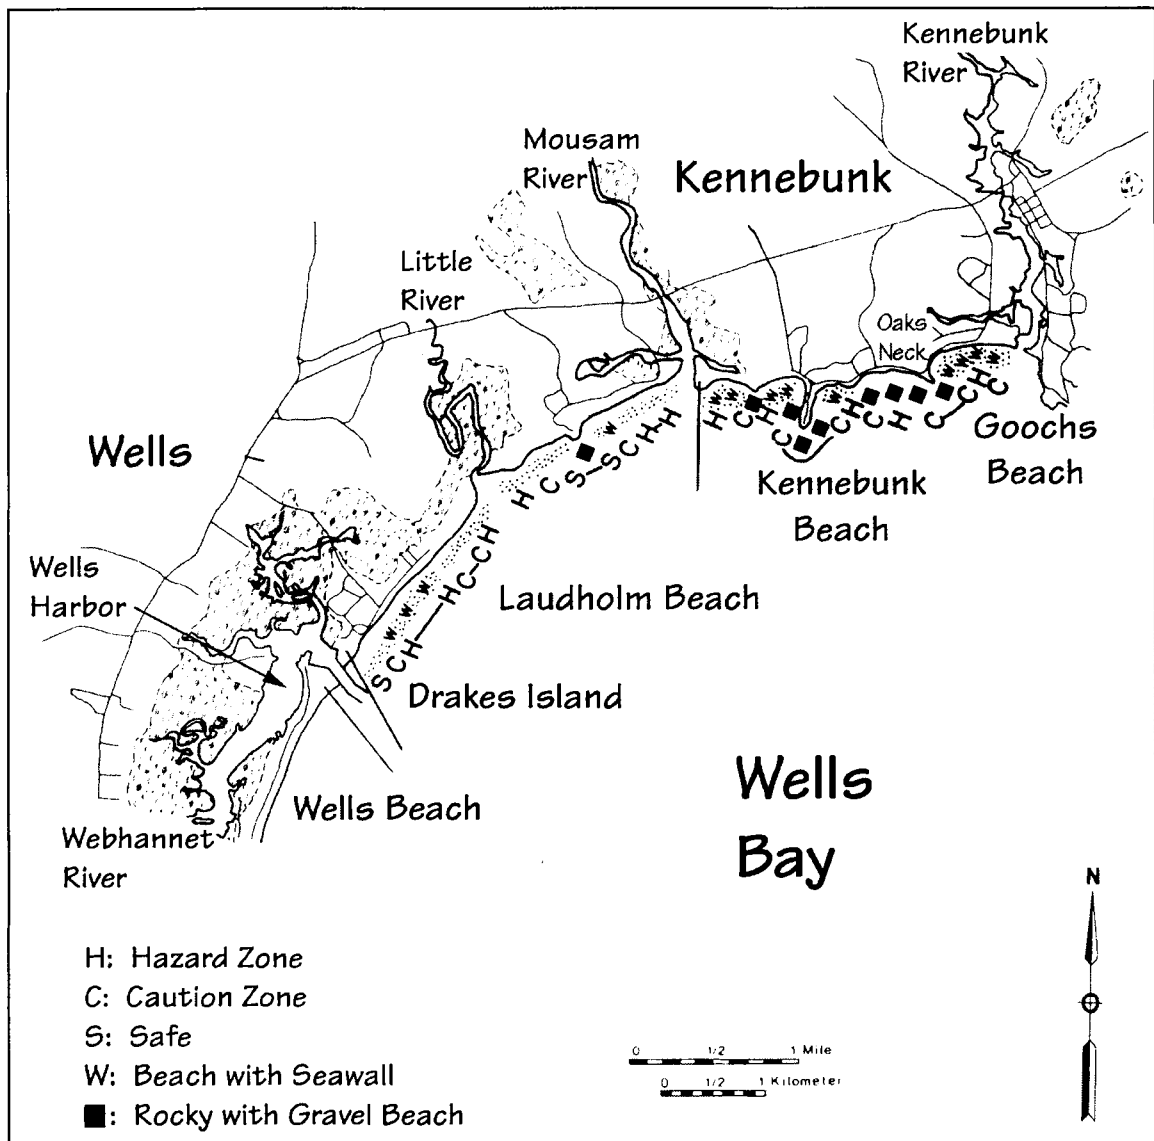 Kennebunk
River
Mousam
River
Kennebunk
Little
River
Oaks
Neck
Wells
Goochs
Beach
Kennebunk
Beach
Wells
Harbor
Laudholm Beach
Drakes Island
Wells Beach
Webhannet
River
Wells
Bay
S C H — H C — C H
H C S — S C H — H
H C H C C H C H C — C H C
W W W
W
W W W W W W W W W
N
H: Hazard Zone
C: Caution Zone
S: Safe
W: Beach with Seawall
■: Rocky with Gravel Beach
0 1/2 1 Mile
0 1/2 1 Kilometer